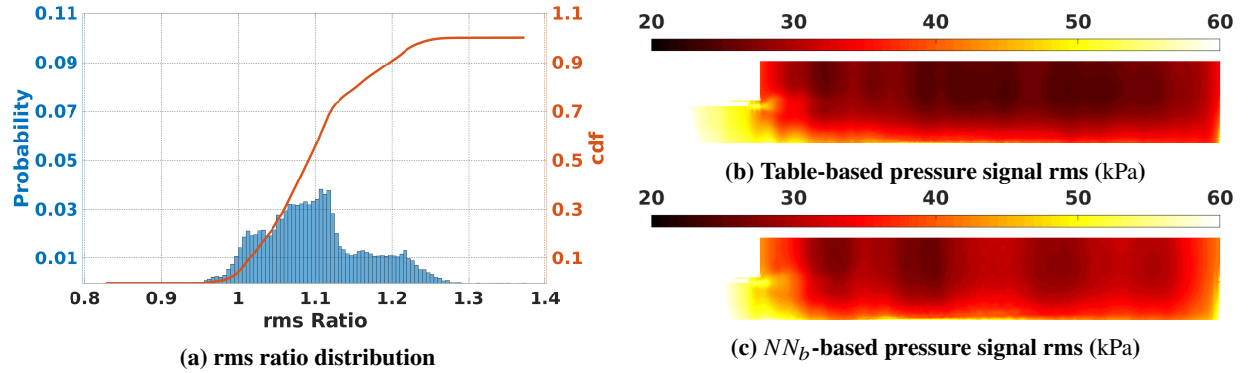 0.11
0.09
0.07
0.05
0.03
0.01
Probability
1.1
0.9
0.7
0.5
0.3
0.1
cdf
0.8 0.9 1 1.1 1.2 1.3 1.4
rms Ratio
(a) rms ratio distribution
20 30 40 50 60
(b) Table-based pressure signal rms (kPa)
20 30 40 50 60
(c) NN_b-based pressure signal rms (kPa)